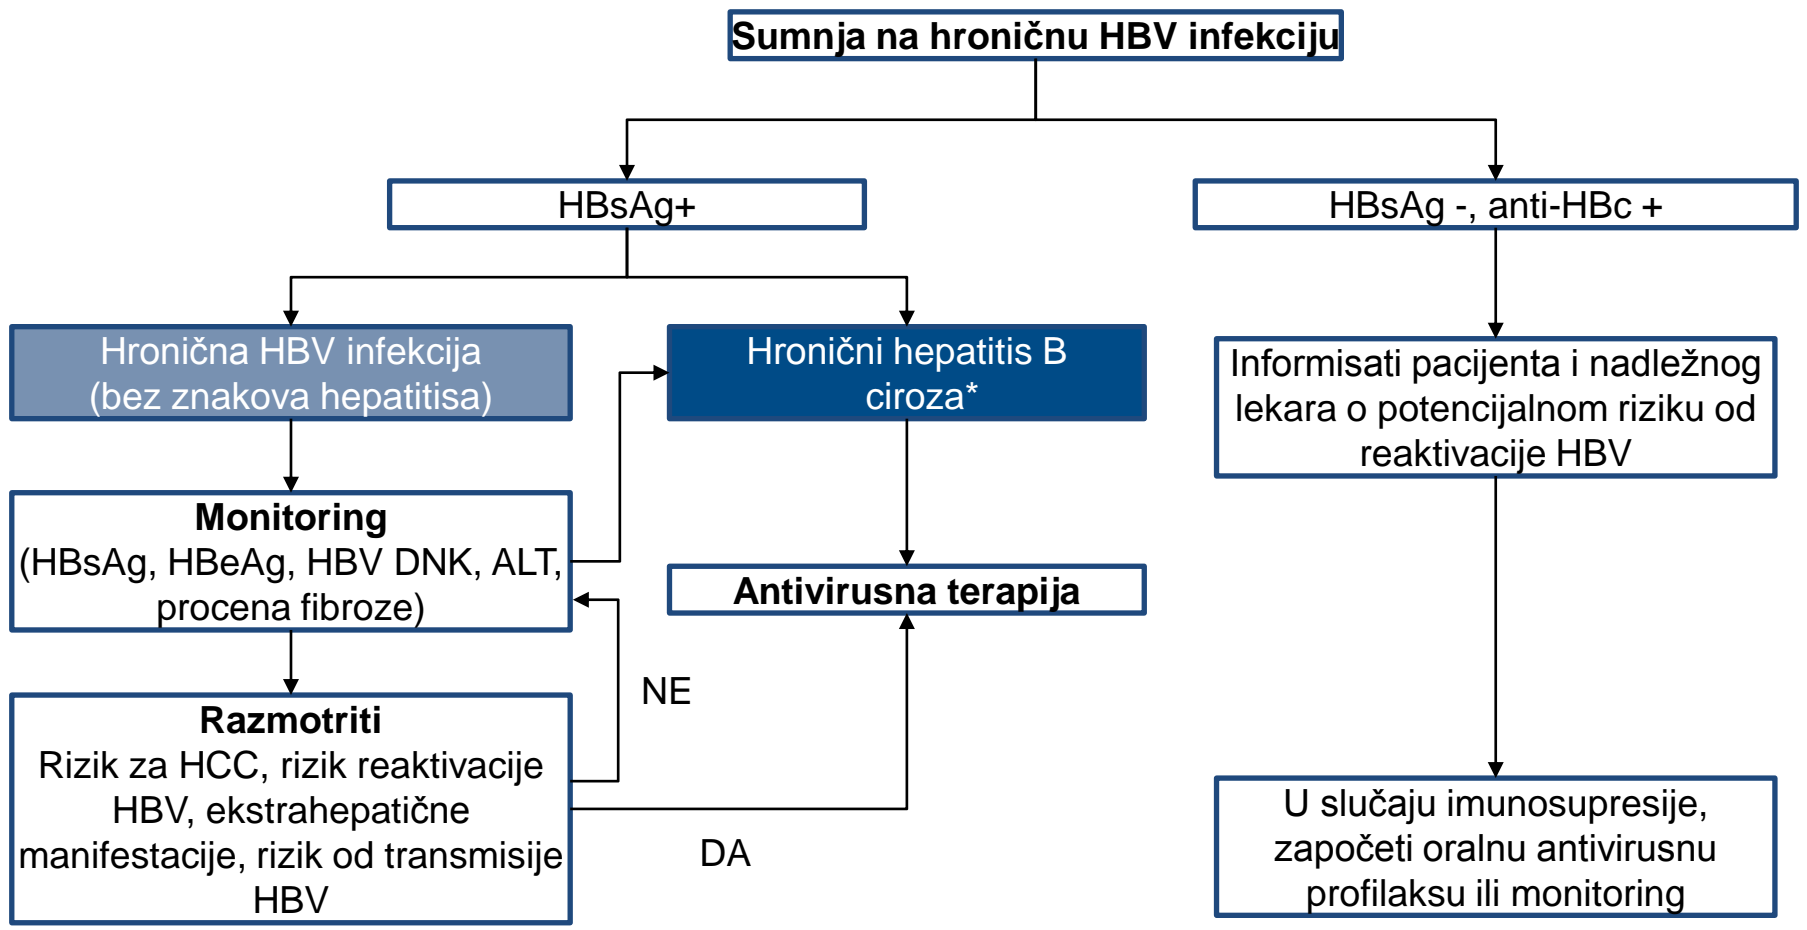 Sumnja na hroničnu HBV infekciju
HBsAg+
HBsAg -, anti-HBc +
Hronična HBV infekcija
(bez znakova hepatitisa)
Hronični hepatitis B
ciroza*
Informisati pacijenta i nadležnog
lekara o potencijalnom riziku od
reaktivacije HBV
Monitoring
(HBsAg, HBeAg, HBV DNK, ALT,
procena fibroze)
Antivirusna terapija
NE
Razmotriti
Rizik za HCC, rizik reaktivacije
HBV, ekstrahepatične
manifestacije, rizik od transmisije
HBV
DA
U slučaju imunosupresije,
započeti oralnu antivirusnu
profilaksu ili monitoring